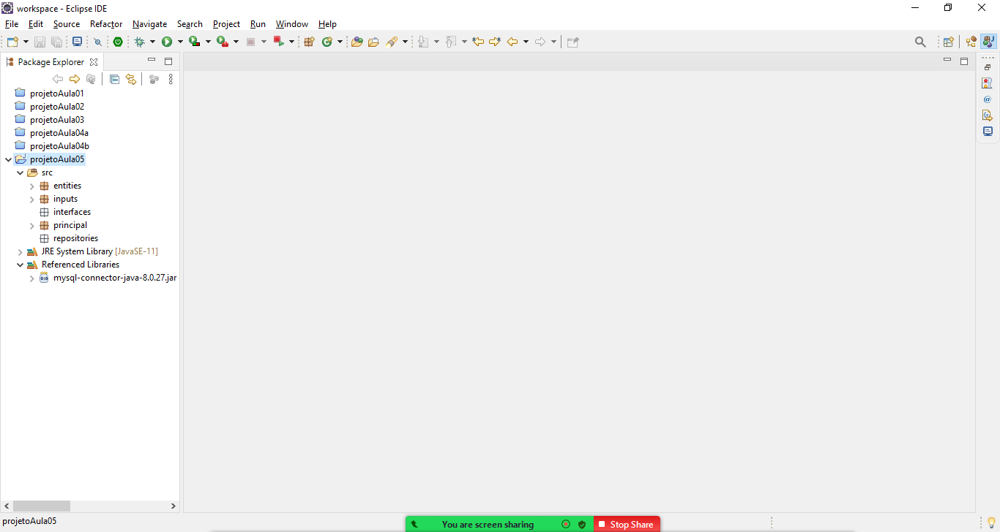 workspace - Eclipse IDE
File Edit Source Refactor Navigate Search Project Run Window Help
Package Explorer
projetoAula01
projetoAula02
projetoAula03
projetoAula04a
projetoAula04b
projetoAula05
src
entities
inputs
interfaces
principal
repositories
JRE System Library [JavaSE-11]
Referenced Libraries
mysql-connector-java-8.0.27.jar
projetoAula05
You are screen sharing
Stop Share